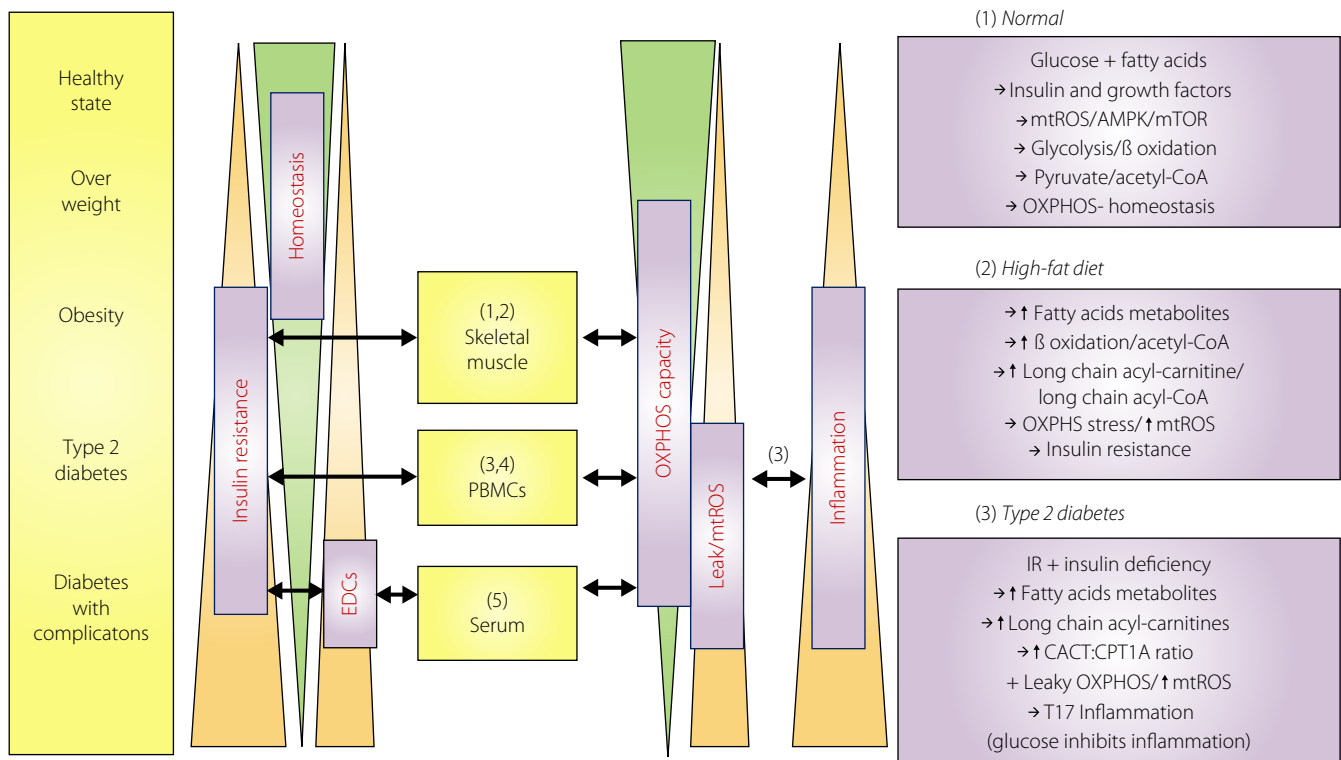 Healthy
state
Over
weight
Obesity
Type 2
diabetes
Diabetes
with
complicatons
Insulin resistance
Homeostasis
EDCs
(1,2)
Skeletal
muscle
(3,4)
PBMCs
(5)
Serum
OXPHOS capacity
Leak/mtROS
(3)
Inflammation
(1) Normal
Glucose + fatty acids
→ Insulin and growth factors
→ mtROS/AMPK/mTOR
→ Glycolysis/ß oxidation
→ Pyruvate/acetyl-CoA
→ OXPHOS- homeostasis
(2) High-fat diet
→ ↑ Fatty acids metabolites
→ ↑ ß oxidation/acetyl-CoA
→ ↑ Long chain acyl-carnitine/
long chain acyl-CoA
→ OXPHS stress/ ↑ mtROS
→ Insulin resistance
(3) Type 2 diabetes
IR + insulin deficiency
→ ↑ Fatty acids metabolites
→ ↑ Long chain acyl-carnitines
→ ↑ CACT:CPT1A ratio
+ Leaky OXPHOS/ ↑ mtROS
→ T17 Inflammation
(glucose inhibits inflammation)